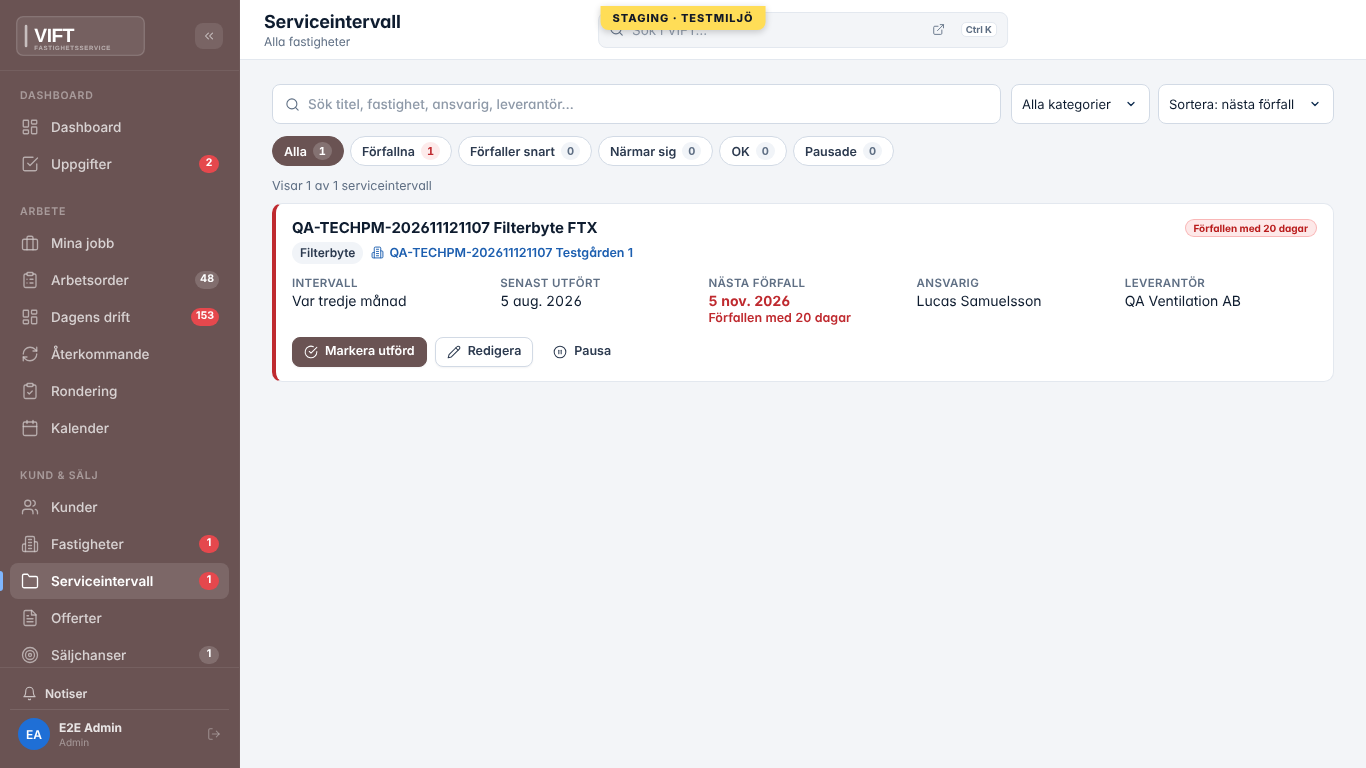 VIFT
FASTIGHETSSERVICE
DASHBOARD
Dashboard
Uppgifter 2
ARBETE
Mina jobb
Arbetsorder 48
Dagens drift 153
Återkommande
Rondering
Kalender
KUND & SÄLJ
Kunder
Fastigheter 1
Serviceintervall 1
Offerter
Säljchanser 1
Notiser
EA
E2E Admin
Admin
Serviceintervall
Alla fastigheter
STAGING · TESTMILJÖ
Sök i VIFT...
Ctrl K
Sök titel, fastighet, ansvarig, leverantör...
Alla kategorier
Sortera: nästa förfall
Alla 1
Förfallna 1
Förfaller snart 0
Närmar sig 0
OK 0
Pausade 0
Visar 1 av 1 serviceintervall
QA-TECHPM-202611121107 Filterbyte FTX
Förfallen med 20 dagar
Filterbyte
QA-TECHPM-202611121107 Testgården 1
INTERVALL
Var tredje månad
SENAST UTFÖRT
5 aug. 2026
NÄSTA FÖRFALL
5 nov. 2026
Förfallen med 20 dagar
ANSVARIG
Lucas Samuelsson
LEVERANTÖR
QA Ventilation AB
Markera utförd
Redigera
Pausa